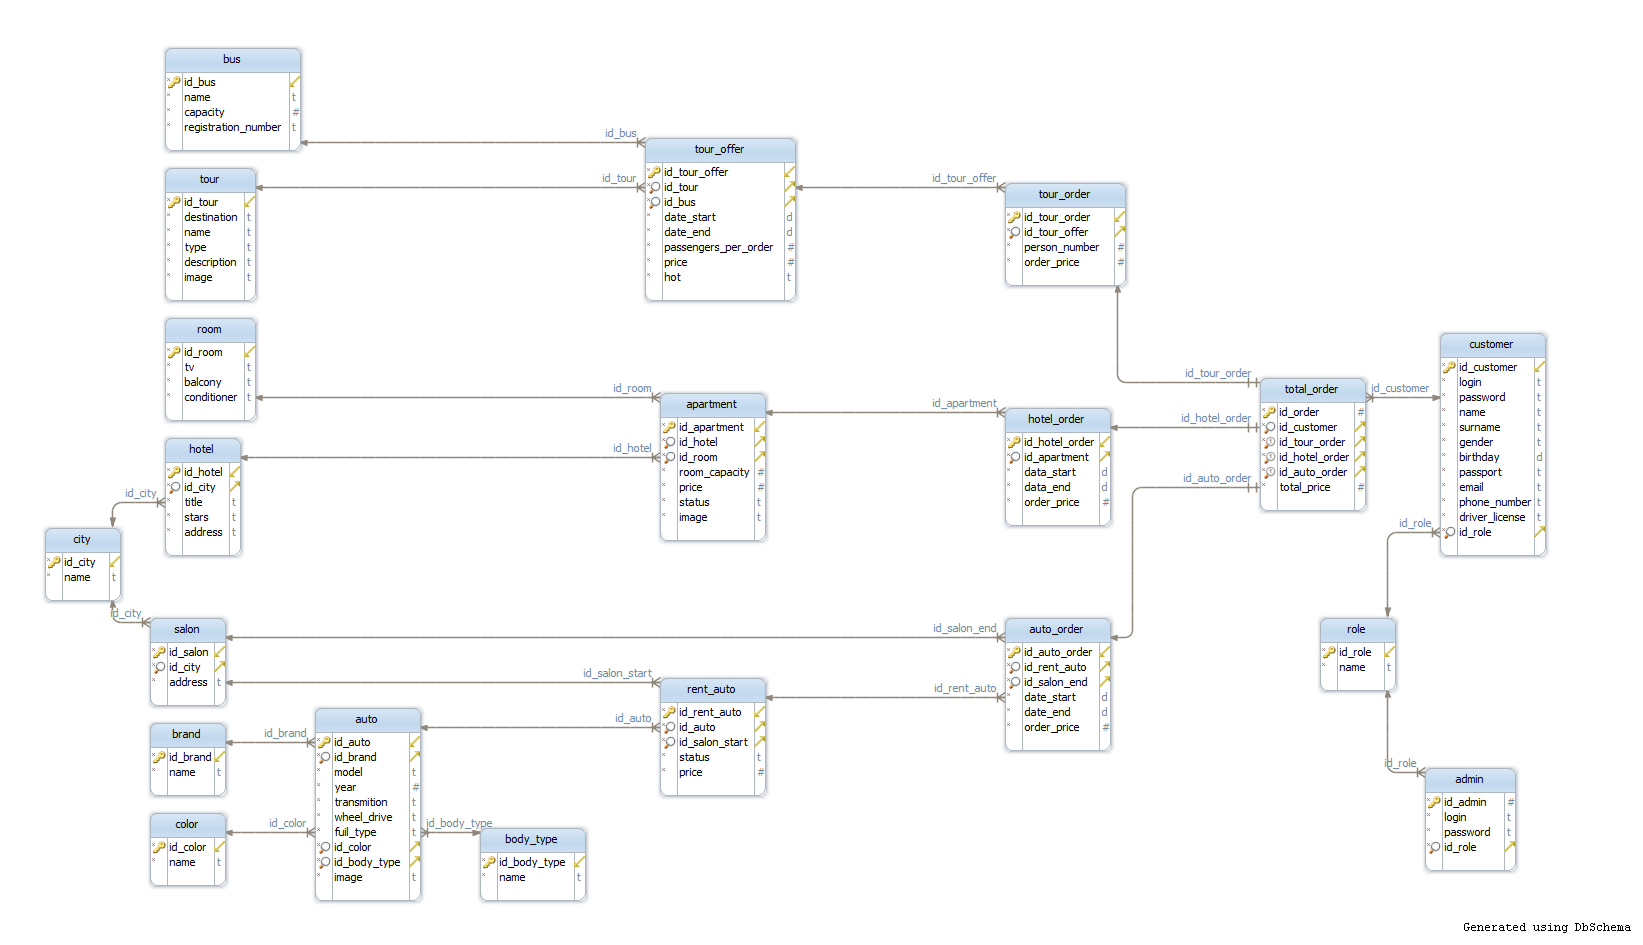 bus
id_bus
name t
capacity #
registration_number t
id_bus
tour_offer
id_tour_offer
id_tour
id_bus
date_start d
date_end d
passengers_per_order #
price #
hot t
tour
id_tour
destination t
name t
type t
description t
image t
id_tour
id_tour_offer
tour_order
id_tour_order
id_tour_offer
person_number #
order_price #
room
id_room
tv t
balcony t
conditioner t
id_room
apartment
id_apartment
id_hotel
id_room
room_capacity #
price #
status t
image t
id_apartment
hotel_order
id_hotel_order
id_apartment
data_start d
data_end d
order_price #
id_tour_order
id_hotel_order
id_auto_order
total_order
id_order #
id_customer
id_tour_order
id_hotel_order
id_auto_order
total_price #
id_customer
customer
id_customer
login t
password t
name t
surname t
gender t
birthday d
passport t
email t
phone_number t
driver_license t
id_role
hotel
id_hotel
id_city
title t
stars t
address t
id_hotel
id_city
city
id_city
name t
id_city
salon
id_salon
id_city
address t
id_salon_end
id_salon_start
auto_order
id_auto_order
id_rent_auto
id_salon_end
date_start d
date_end d
order_price #
id_rent_auto
rent_auto
id_rent_auto
id_auto
id_salon_start
status t
price #
id_auto
id_role
role
id_role
name t
id_role
admin
id_admin #
login t
password t
id_role
brand
id_brand
name t
id_brand
auto
id_auto
id_brand
model t
year #
transmition t
wheel_drive t
fuil_type t
id_color
id_body_type
image t
color
id_color
name t
id_color
id_body_type
body_type
id_body_type
name t
Generated using DbSchema